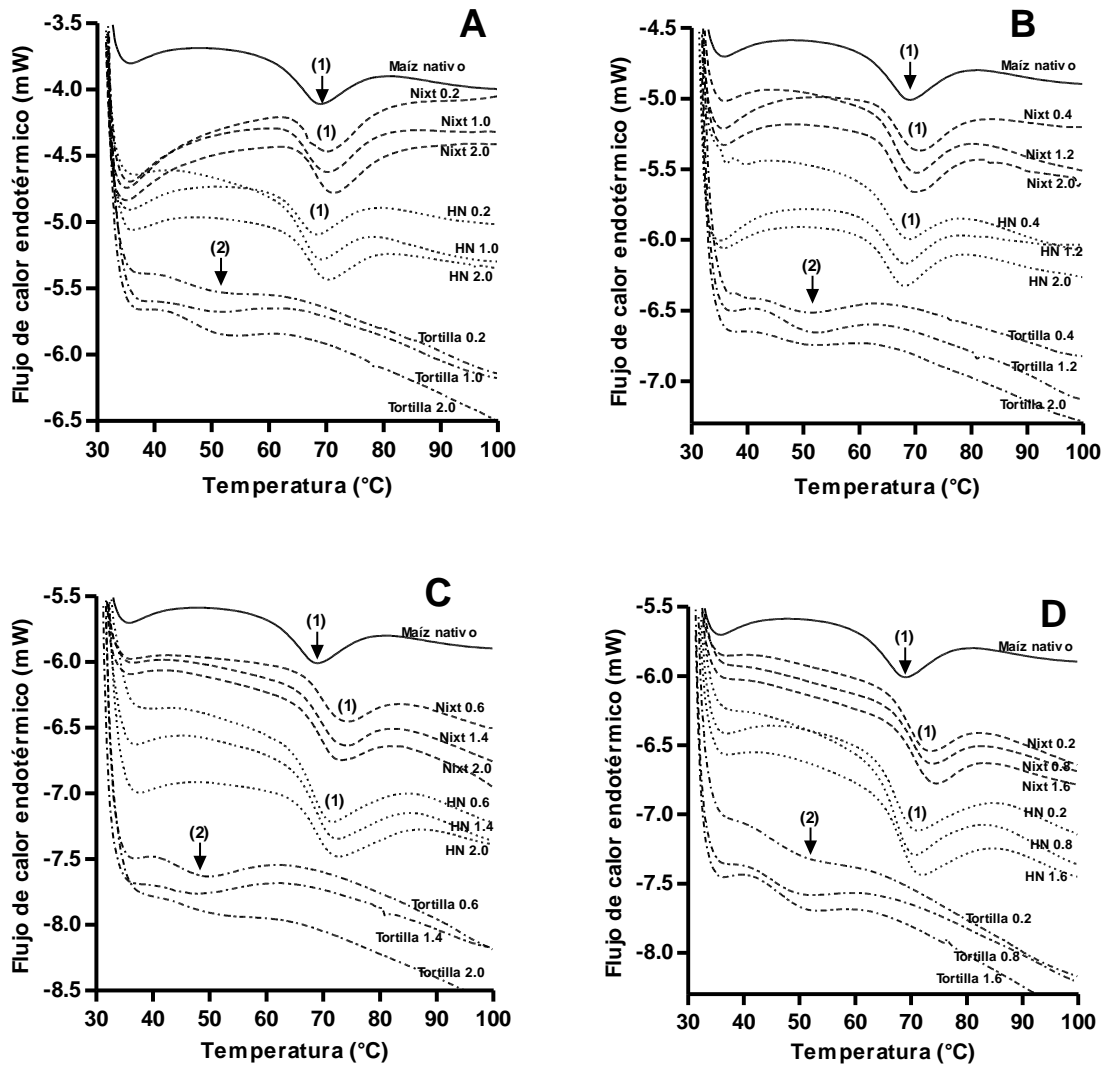 A
Flujo de calor endotérmico (mW)
-3.5
-4.0
-4.5
-5.0
-5.5
-6.0
-6.5
(1)
Maíz nativo
Nixt 0.2
(1)
Nixt 1.0
Nixt 2.0
(1)
HN 0.2
HN 1.0
HN 2.0
(2)
Tortilla 0.2
Tortilla 1.0
Tortilla 2.0
30 40 50 60 70 80 90 100
Temperatura (°C)
B
Flujo de calor endotérmico (mW)
-4.5
-5.0
-5.5
-6.0
-6.5
-7.0
(1)
Maíz nativo
Nixt 0.4
(1)
Nixt 1.2
Nixt 2.0
(1)
HN 0.4
HN 1.2
HN 2.0
(2)
Tortilla 0.4
Tortilla 1.2
Tortilla 2.0
30 40 50 60 70 80 90 100
Temperatura (°C)
C
Flujo de calor endotérmico (mW)
-5.5
-6.0
-6.5
-7.0
-7.5
-8.0
-8.5
(1)
Maíz nativo
Nixt 0.6
(1)
Nixt 1.4
Nixt 2.0
(1)
HN 0.6
HN 1.4
HN 2.0
(2)
Tortilla 0.6
Tortilla 1.4
Tortilla 2.0
30 40 50 60 70 80 90 100
Temperatura (°C)
D
Flujo de calor endotérmico (mW)
-5.5
-6.0
-6.5
-7.0
-7.5
-8.0
(1)
Maíz nativo
(1)
Nixt 0.2
Nixt 0.8
Nixt 1.6
(1)
HN 0.2
HN 0.8
HN 1.6
(2)
Tortilla 0.2
Tortilla 0.8
Tortilla 1.6
30 40 50 60 70 80 90 100
Temperatura (°C)